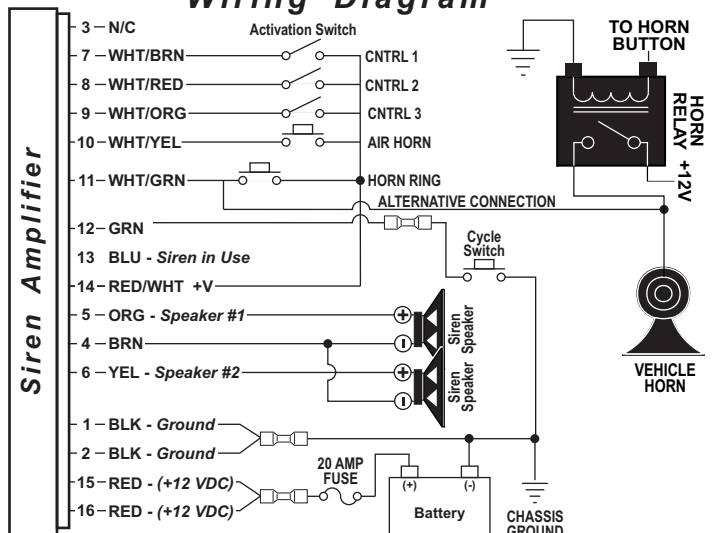 Wiring Diagram
Siren Amplifier
3 – N/C
Activation Switch
7 – WHT/BRN
CNTRL 1
8 – WHT/RED
CNTRL 2
9 – WHT/ORG
CNTRL 3
10 – WHT/YEL
AIR HORN
11 – WHT/GRN
HORN RING
ALTERNATIVE CONNECTION
12 – GRN
Cycle
Switch
13 BLU - Siren in Use
14 – RED/WHT +V
5 – ORG - Speaker #1
+
Siren
Speaker
4 – BRN
–
6 – YEL - Speaker #2
+
Siren
Speaker
–
1 – BLK - Ground
2 – BLK - Ground
15 – RED - (+12 VDC)
16 – RED - (+12 VDC)
20 AMP
FUSE
(+)
(-)
Battery
CHASSIS
GROUND
TO HORN
BUTTON
HORN
RELAY +12V
VEHICLE
HORN